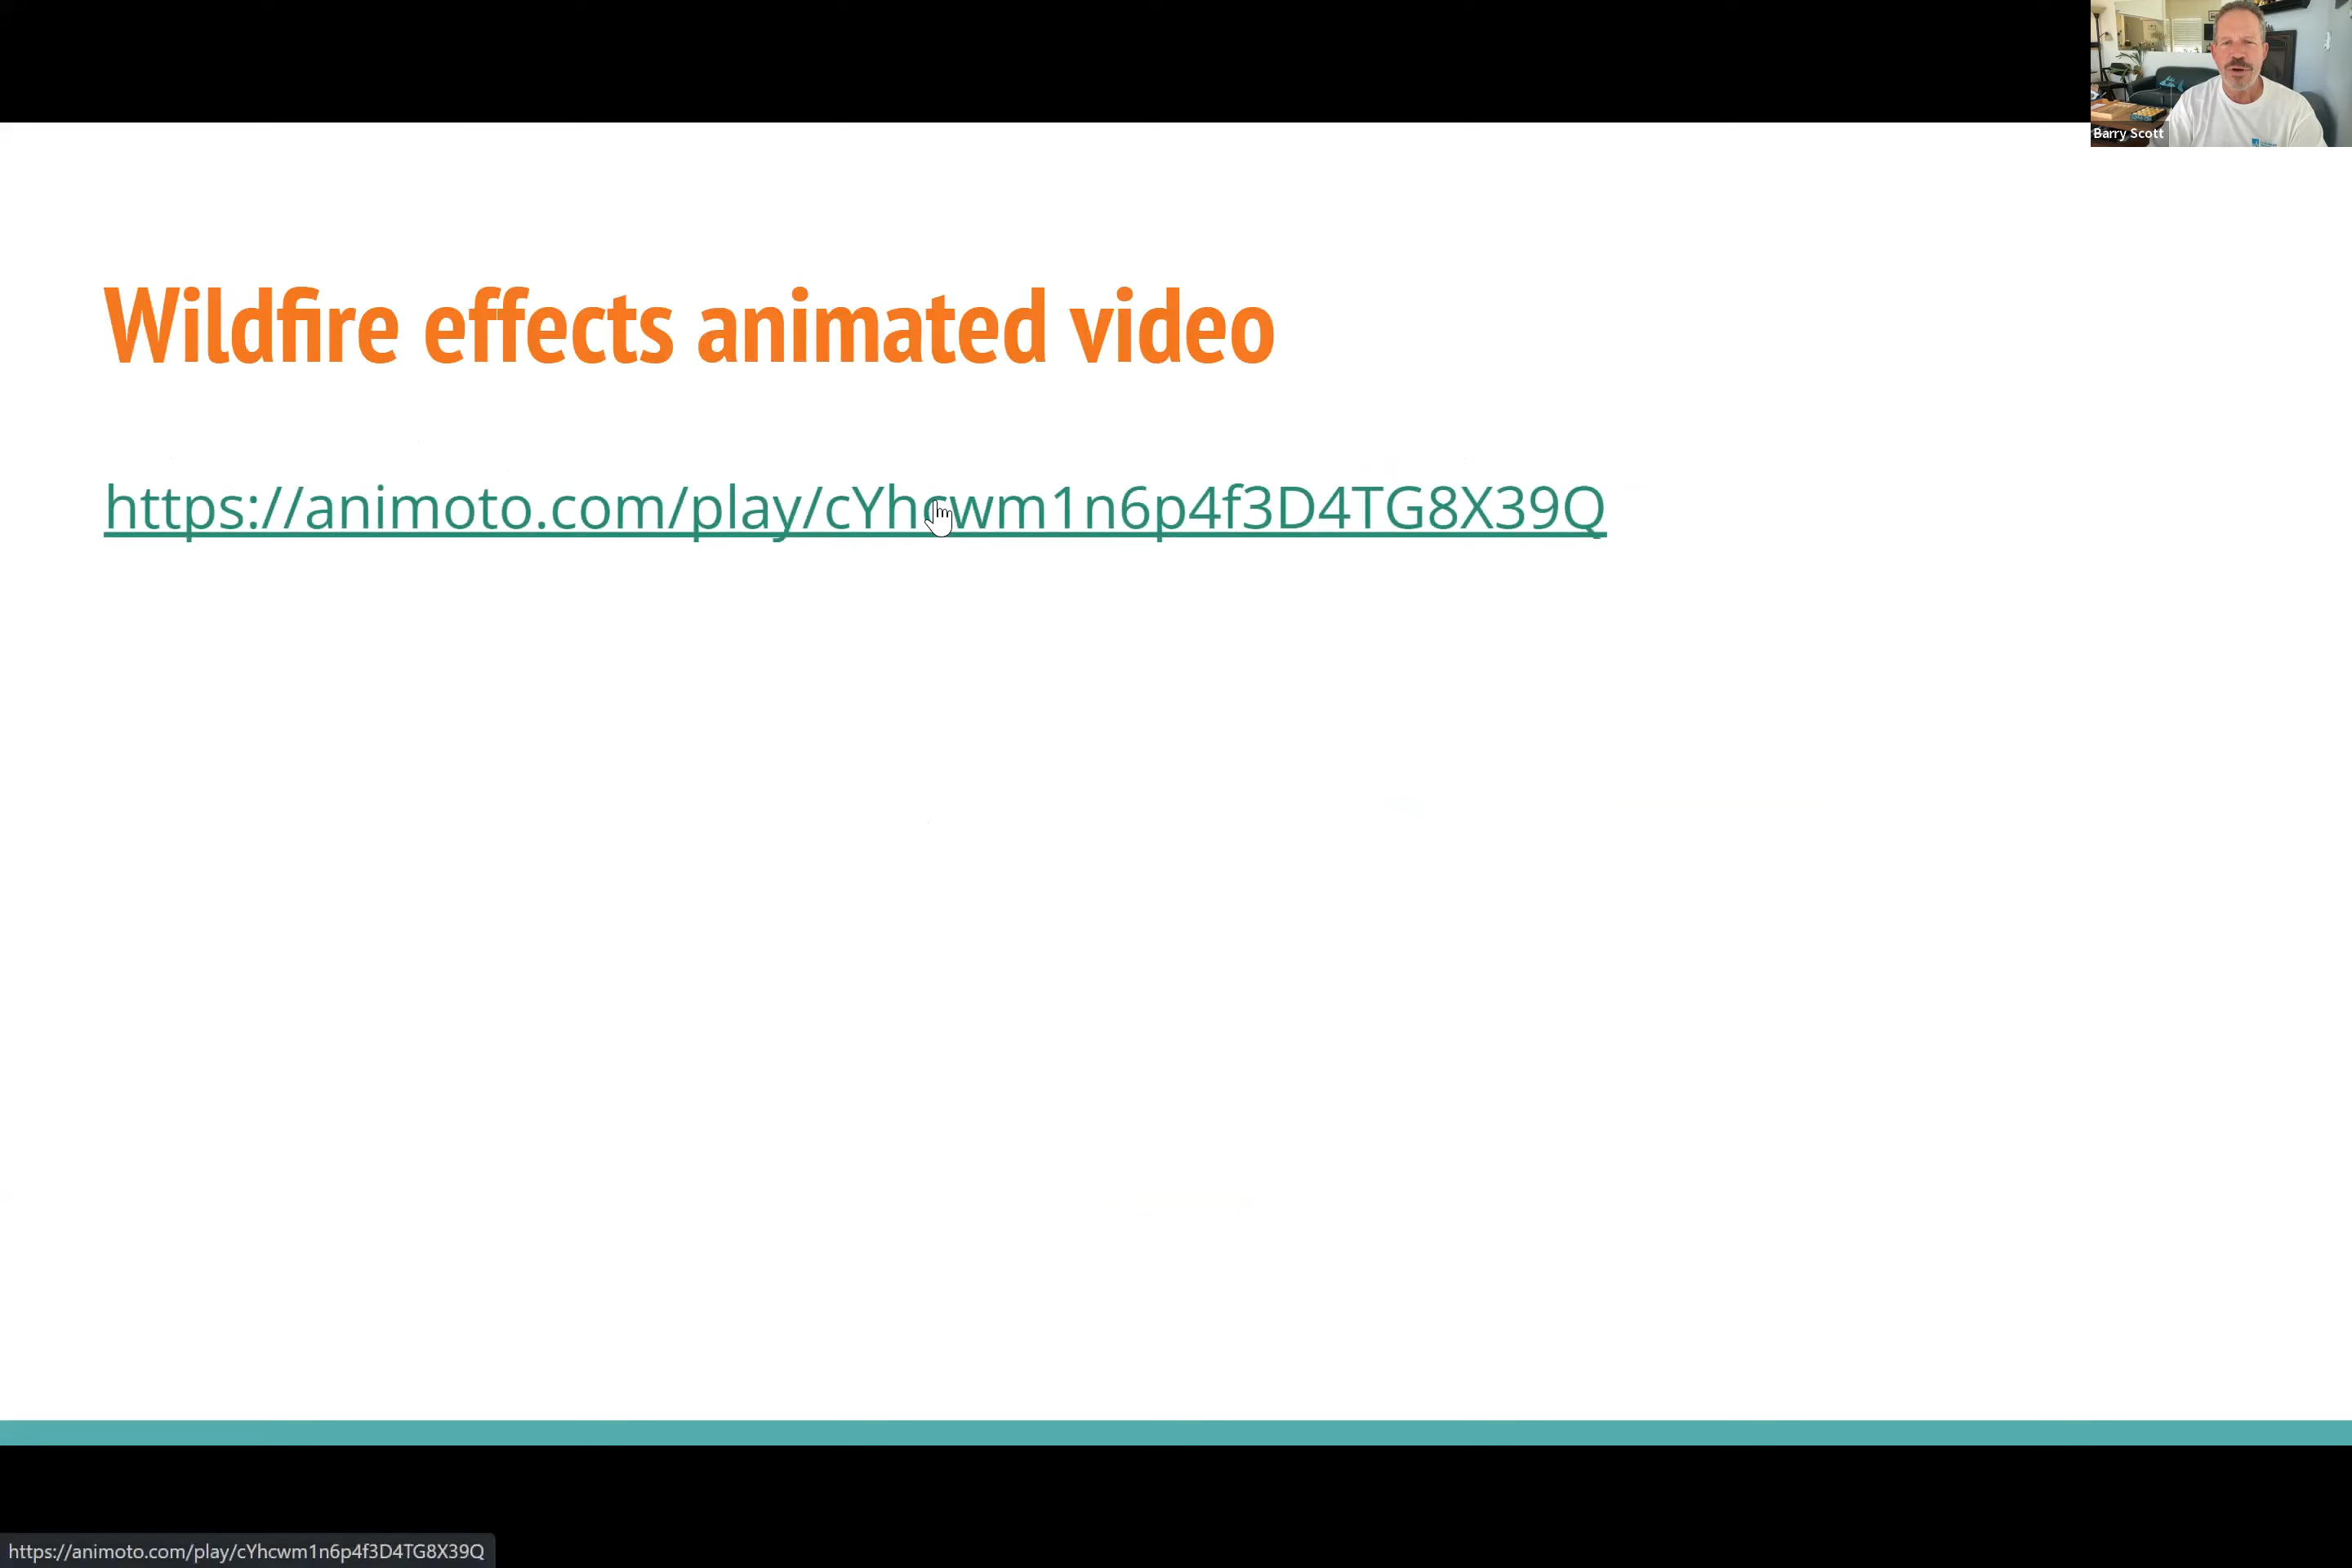 Barry Scott
Wildfire effects animated video
https://animoto.com/play/cYhcwm1n6p4f3D4TG8X39Q
https://animoto.com/play/cYhcwm1n6p4f3D4TG8X39Q